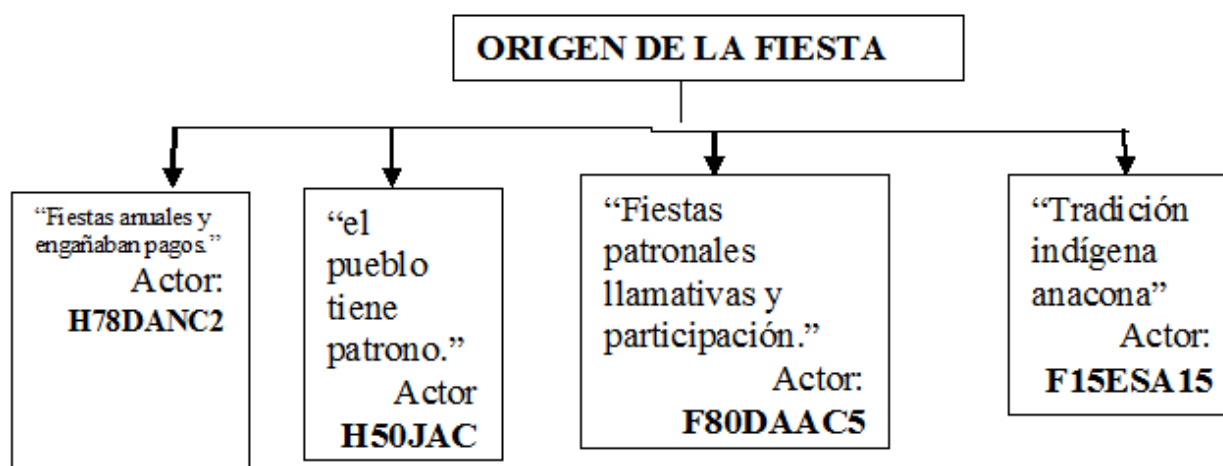 ORIGEN DE LA FIESTA
“Fiestas anuales y
engañaban pagos.”
Actor:
H78DANC2
“el
pueblo
tiene
patrono.”
Actor
H50JAC
“Fiestas
patronales
llamativas y
participación.”
Actor:
F80DAAC5
“Tradición
indígena
anacona”
Actor:
F15ESA15